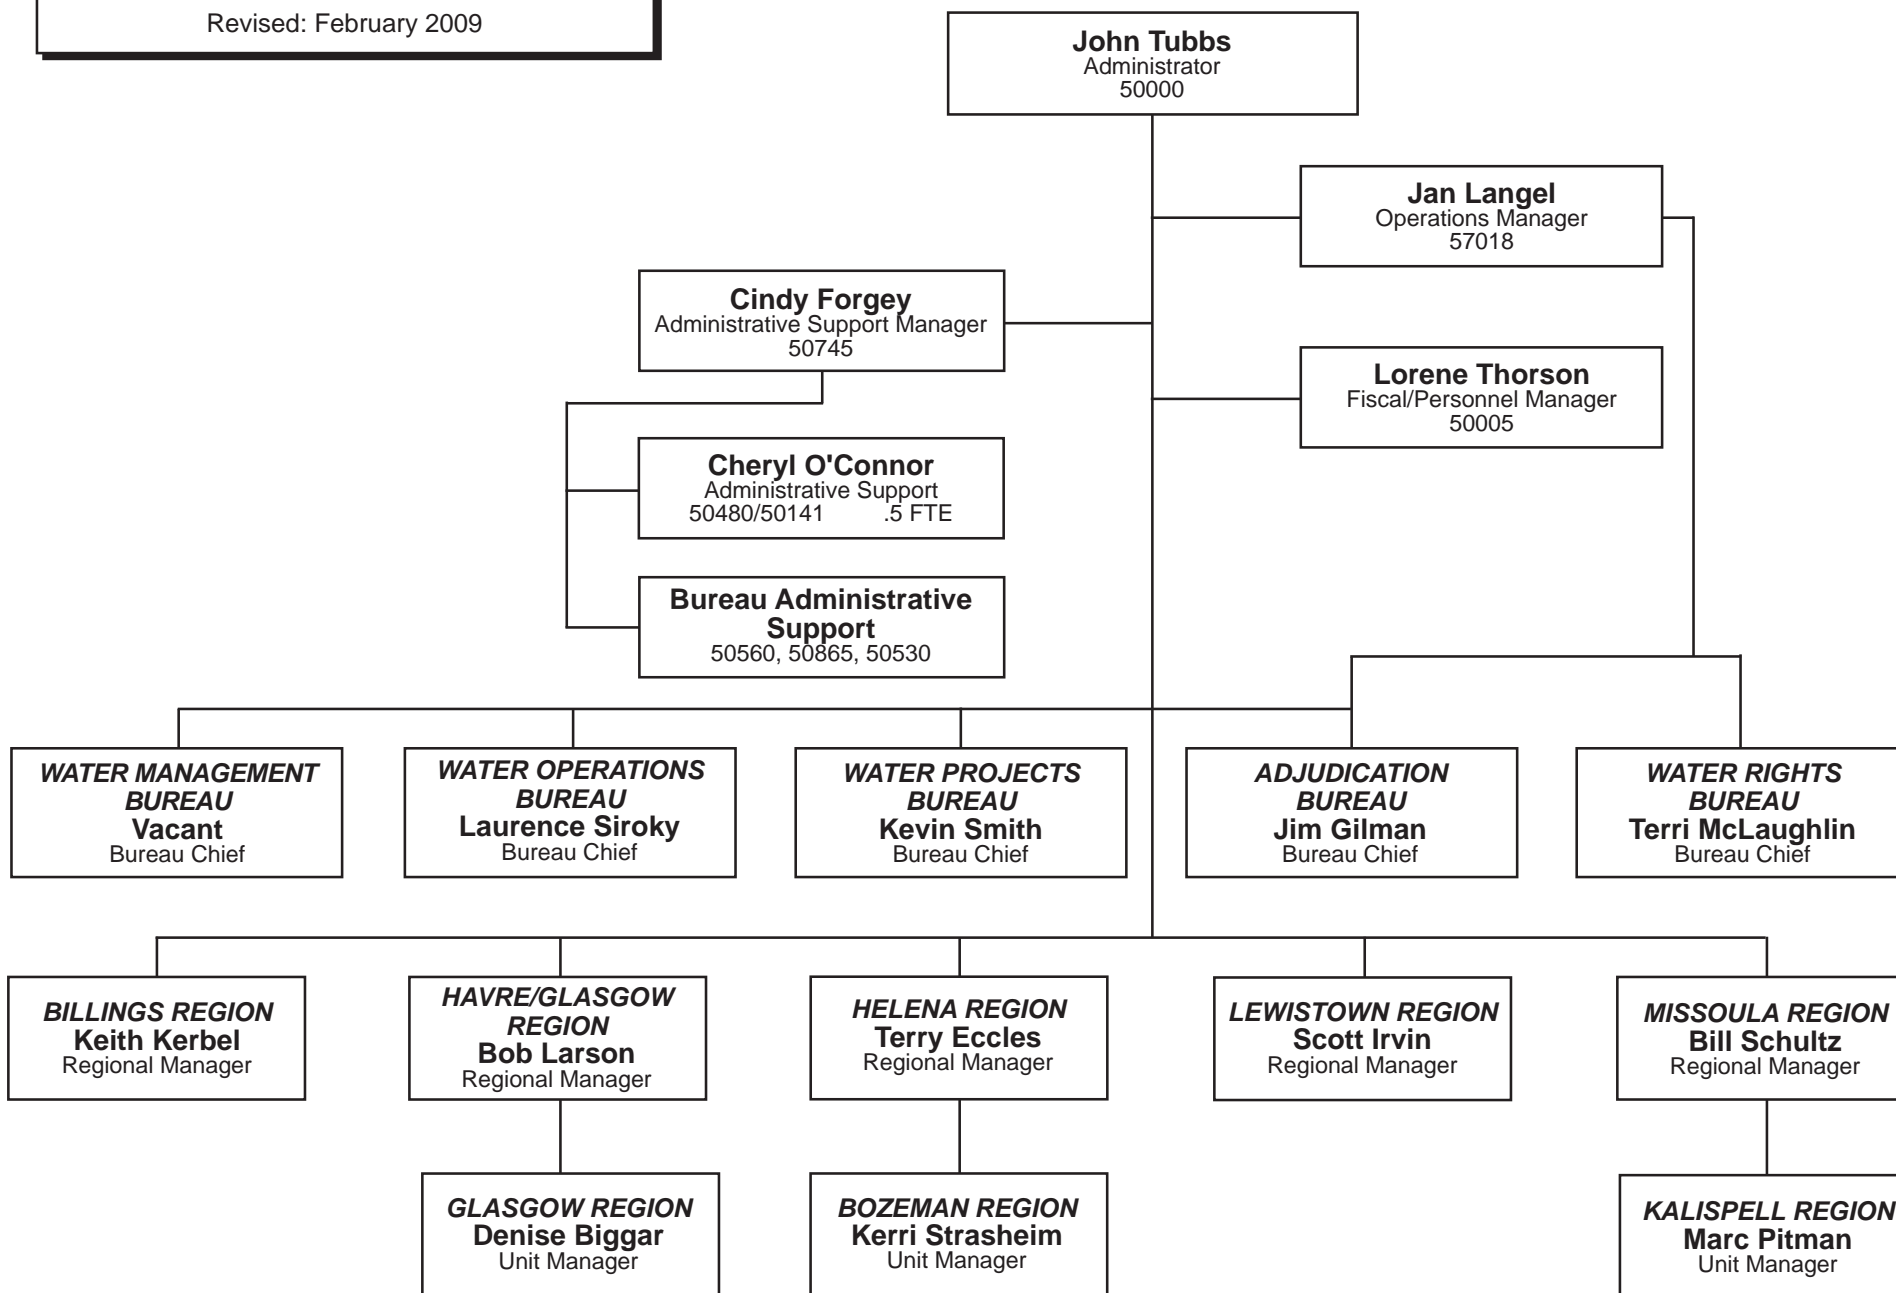 Revised: February 2009
John Tubbs
Administrator
50000
Jan Langel
Operations Manager
57018
Cindy Forgey
Administrative Support Manager
50745
Lorene Thorson
Fiscal/Personnel Manager
50005
Cheryl O'Connor
Administrative Support
50480/50141 .5 FTE
Bureau Administrative
Support
50560, 50865, 50530
WATER MANAGEMENT
BUREAU
Vacant
Bureau Chief
WATER OPERATIONS
BUREAU
Laurence Siroky
Bureau Chief
WATER PROJECTS
BUREAU
Kevin Smith
Bureau Chief
ADJUDICATION
BUREAU
Jim Gilman
Bureau Chief
WATER RIGHTS
BUREAU
Terri McLaughlin
Bureau Chief
BILLINGS REGION
Keith Kerbel
Regional Manager
HAVRE/GLASGOW
REGION
Bob Larson
Regional Manager
HELENA REGION
Terry Eccles
Regional Manager
LEWISTOWN REGION
Scott Irvin
Regional Manager
MISSOULA REGION
Bill Schultz
Regional Manager
GLASGOW REGION
Denise Biggar
Unit Manager
BOZEMAN REGION
Kerri Strasheim
Unit Manager
KALISPELL REGION
Marc Pitman
Unit Manager